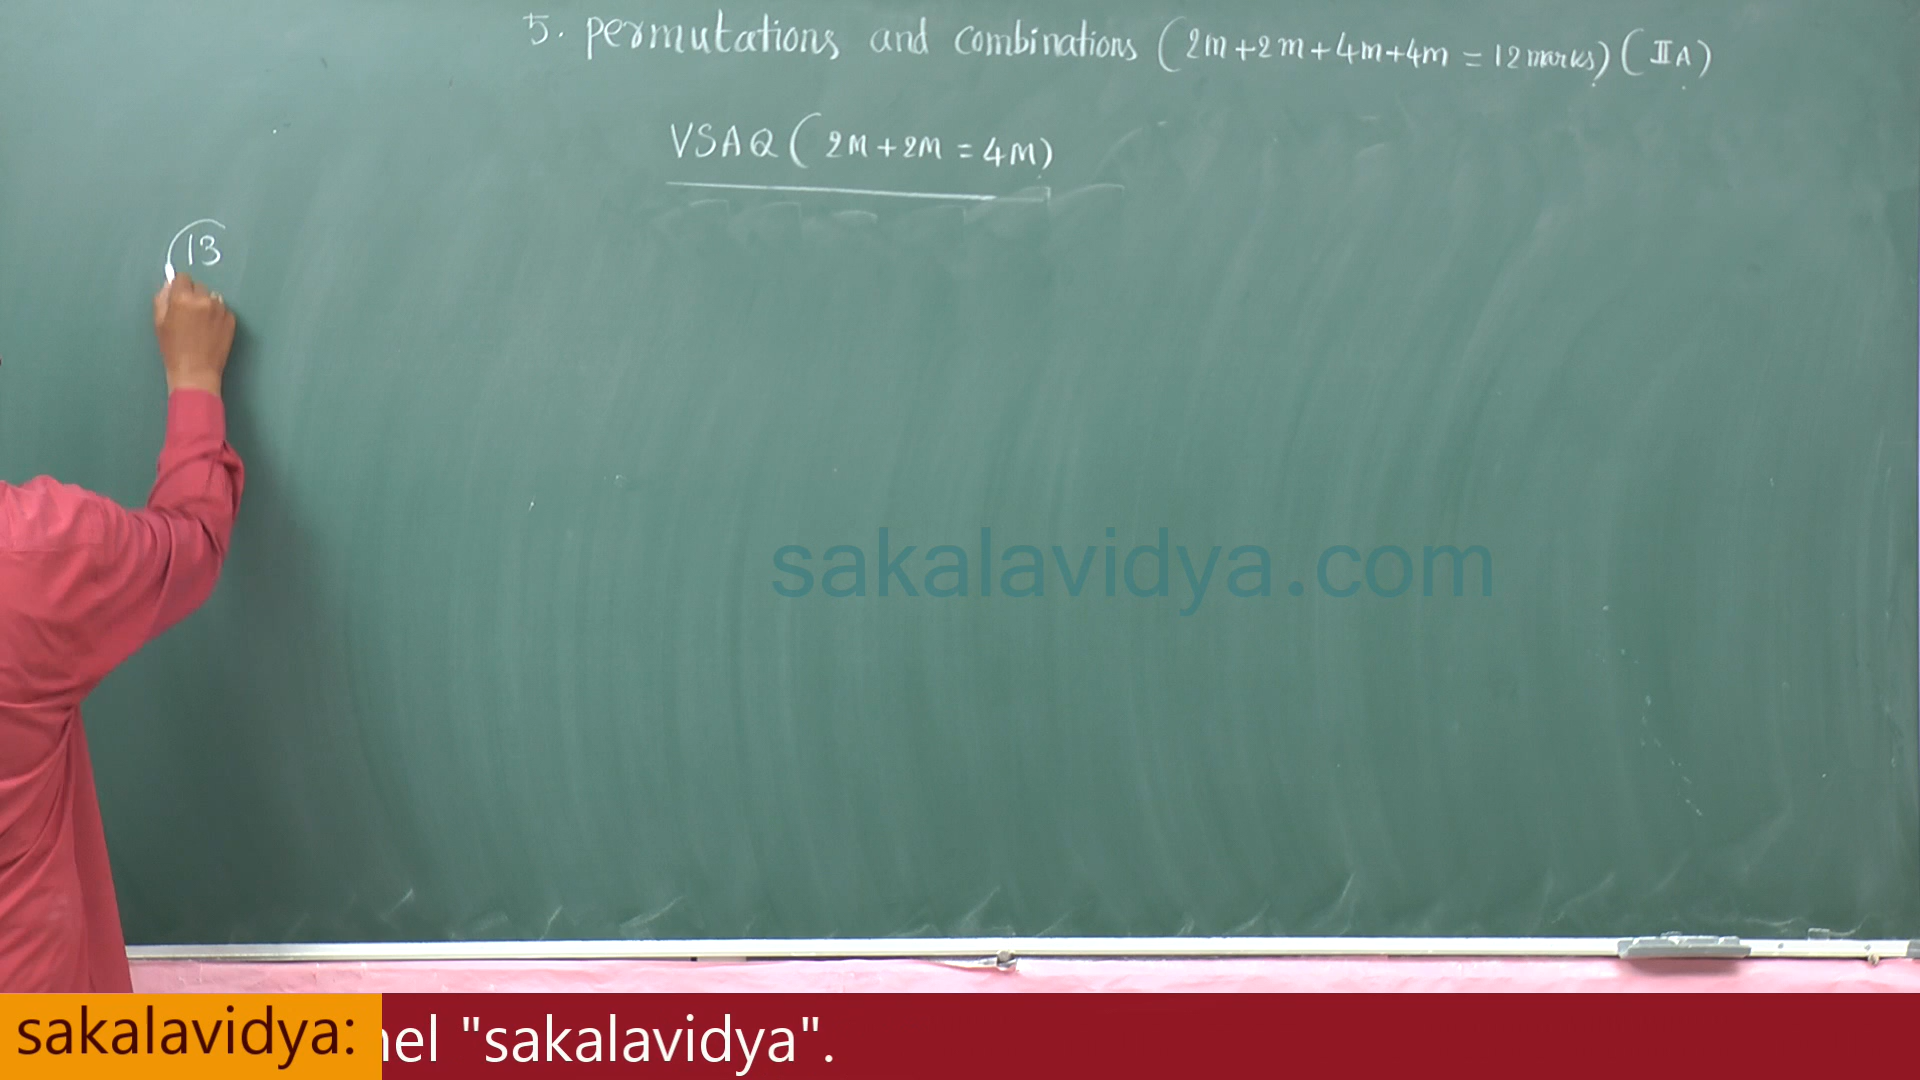 5. permutations and combinations (2m+2m+4m+4m = 12 marks) (IIA)
VSAQ (2M+2M = 4M)
13
sakalavidya.com
sakalavidya: nel "sakalavidya".